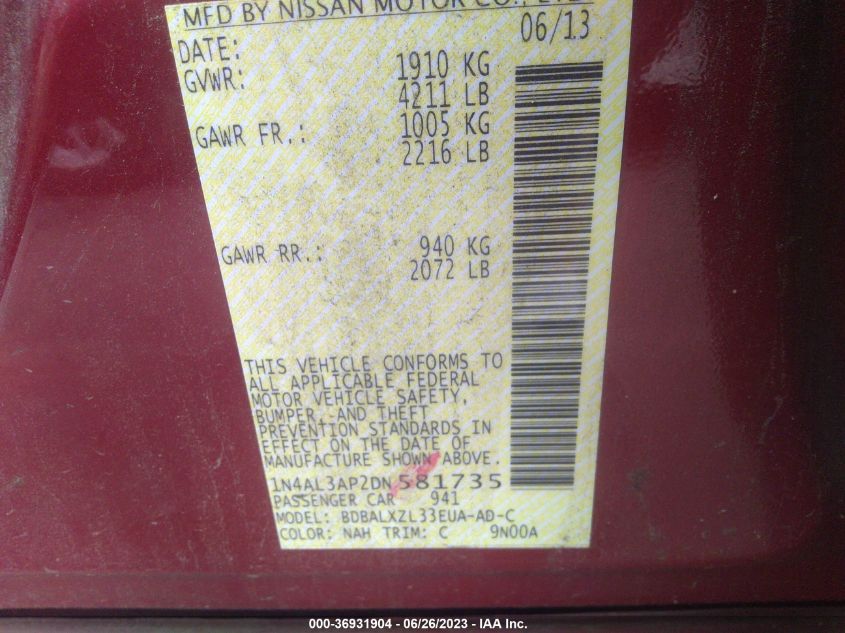 MFD BY NISSAN MOTOR CO., LTD
DATE: 06/13
GVWR: 1910 KG
4211 LB
GAWR FR.: 1005 KG
2216 LB
GAWR RR.: 940 KG
2072 LB
THIS VEHICLE CONFORMS TO
ALL APPLICABLE FEDERAL
MOTOR VEHICLE SAFETY,
BUMPER, AND THEFT
PREVENTION STANDARDS IN
EFFECT ON THE DATE OF
MANUFACTURE SHOWN ABOVE.
1N4AL3AP2DN581735
PASSENGER CAR 941
MODEL: BDBALXZL33EUA-AD-C
COLOR: NAH TRIM: C 9N00A
000-36931904 - 06/26/2023 - IAA Inc.